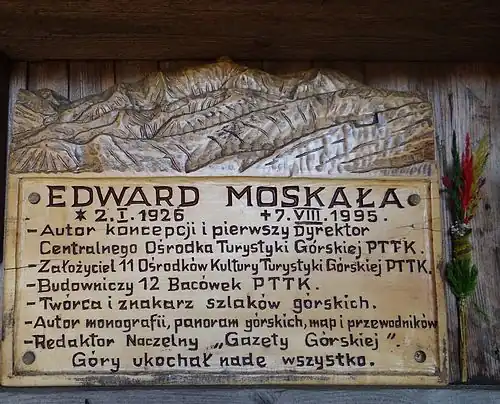 EDWARD MOSKAŁA
* 2.I.1926 +7.VIII.1995.
-Autor koncepcji i pierwszy Dyrektor
Centralnego Ośrodka Turystyki Górskiej PTTK.
-Założyciel 11 Ośrodków Kultury Turystyki Górskiej PTTK.
-Budowniczy 12 Bacówek PTTK.
-Twórca i znakarz szlaków górskich.
-Autor monografii, panoram górskich, map i przewodników
-Redaktor Naczelny „Gazety Górskiej”.
Góry ukochał nade wszystko.